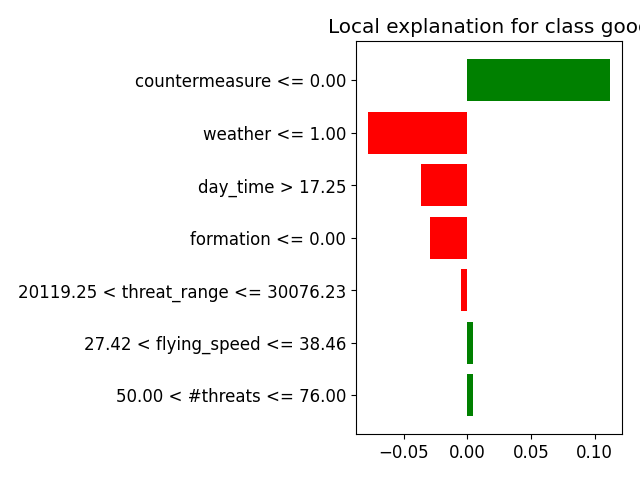 Local explanation for class good
countermeasure <= 0.00
weather <= 1.00
day_time > 17.25
formation <= 0.00
20119.25 < threat_range <= 30076.23
27.42 < flying_speed <= 38.46
50.00 < #threats <= 76.00
−0.05 0.00 0.05 0.10